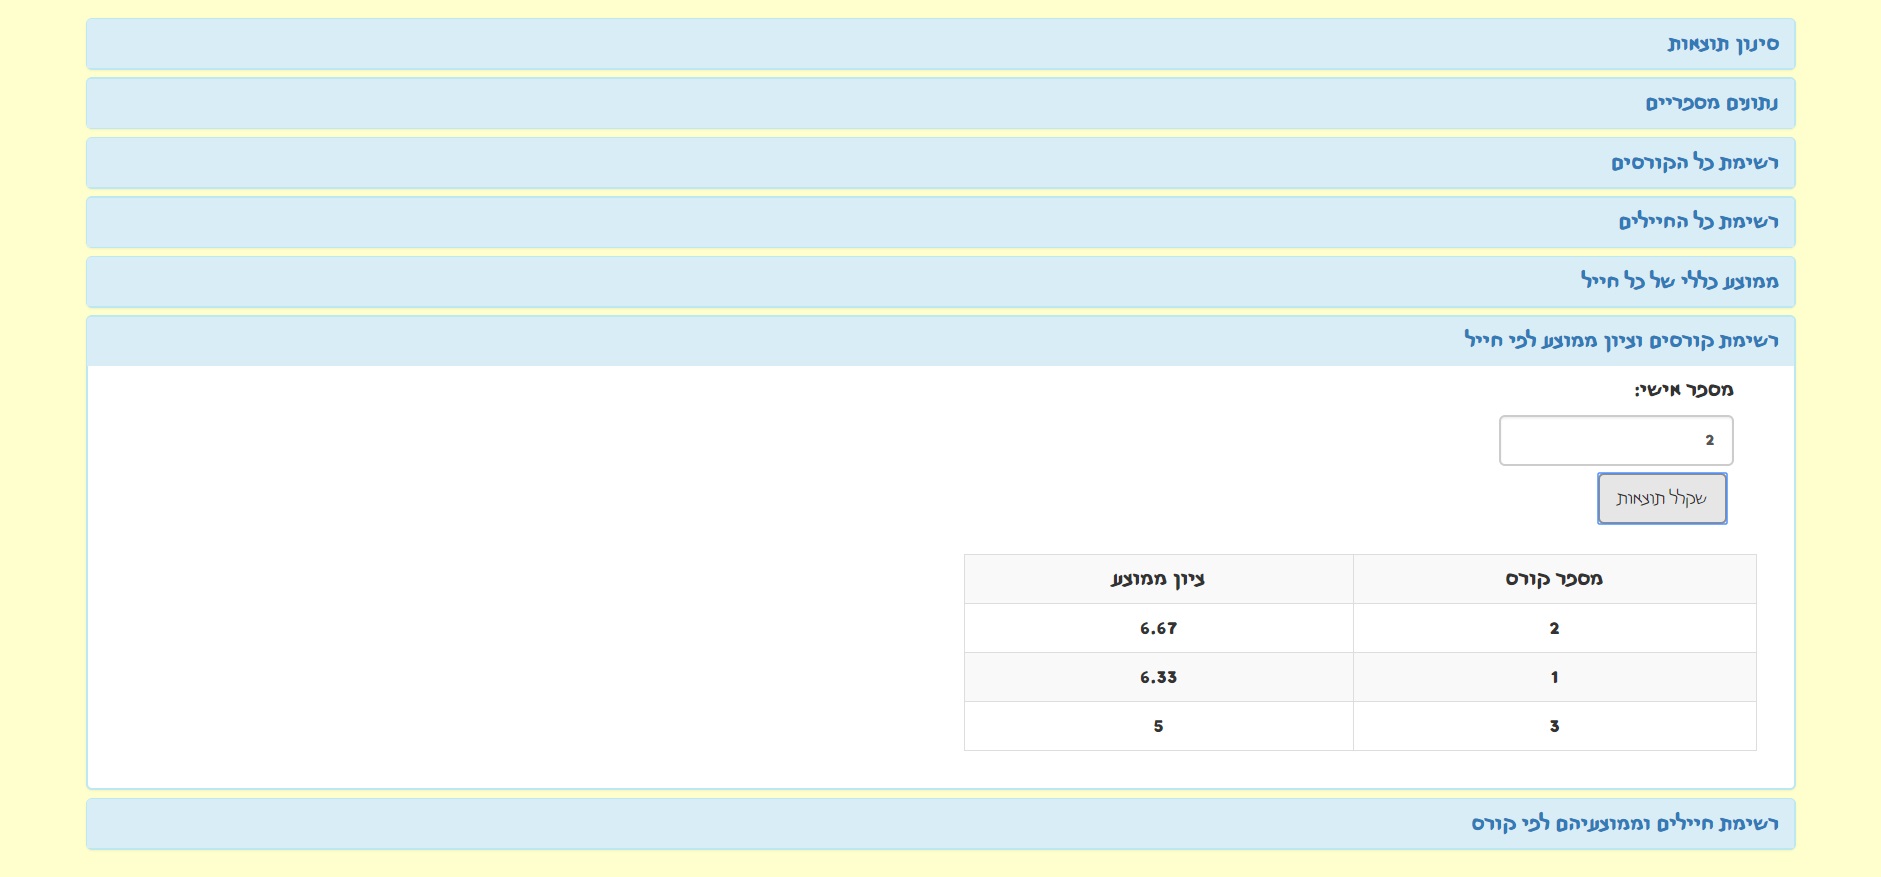 סינון תוצאות
נתונים מספריים
רשימת כל הקורסים
רשימת כל החיילים
ממוצע כללי של כל חייל
רשימת קורסים וציון ממוצע לפי חייל
מספר אישי:
2
שקלל תוצאות
מספר קורס ציון ממוצע
2 6.67
1 6.33
3 5
רשימת חיילים וממוצעיהם לפי קורס